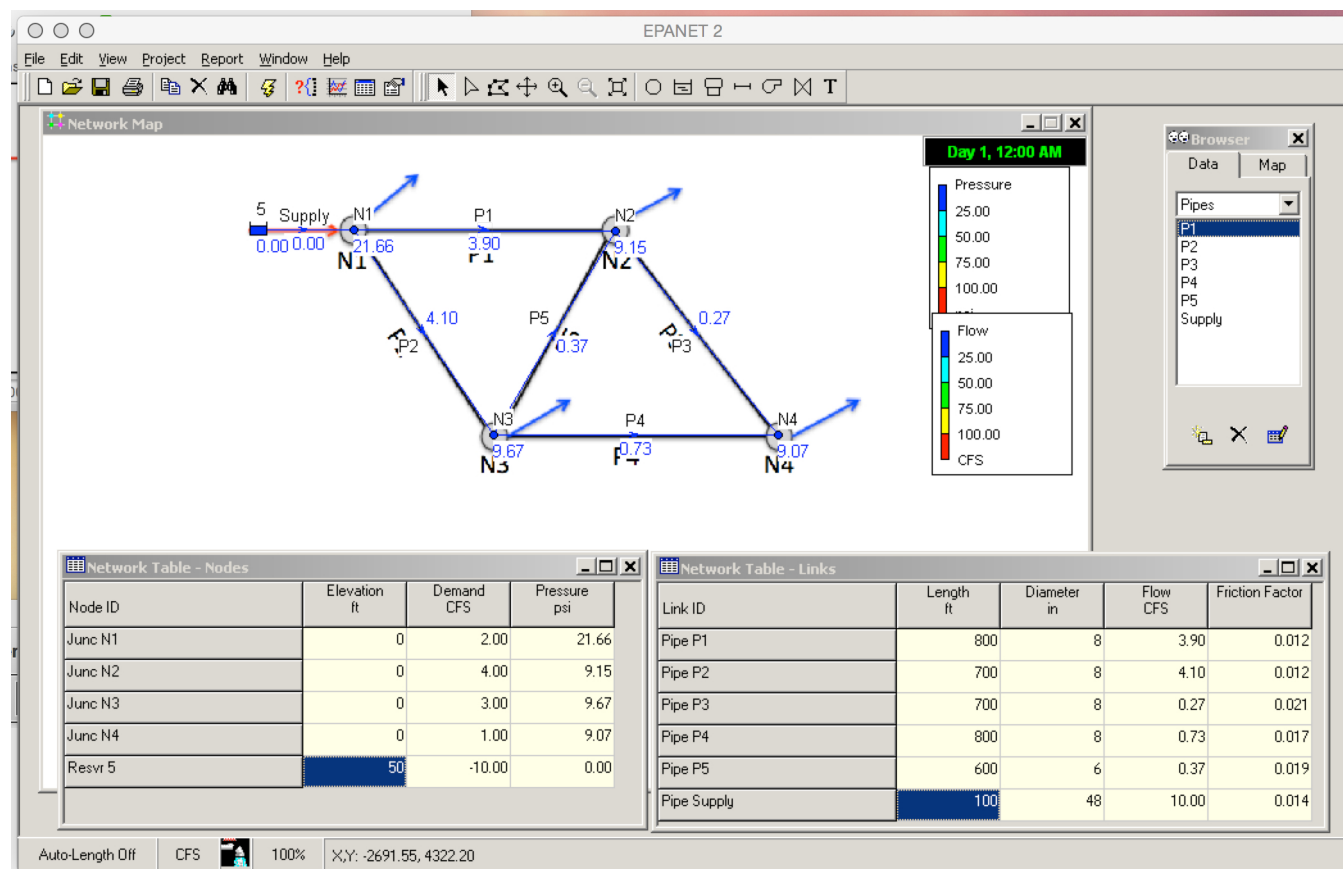 EPANET 2
File Edit View Project Report Window Help
T
Network Map
Day 1, 12:00 AM
Pressure
25.00
50.00
75.00
100.00
Flow
25.00
50.00
75.00
100.00
CFS
5 Supply N1 P1 N2
0.00 0.00 21.66 3.90 9.15
N1 P1 N2
4.10 P5 0.27
P2 0.37 P3
N3 P4 N4
9.67 0.73 9.07
N3 P4 N4
Browser
Data Map
Pipes
P1
P2
P3
P4
P5
Supply
Network Table - Nodes
Node ID Elevation ft Demand CFS Pressure psi
Junc N1 0 2.00 21.66
Junc N2 0 4.00 9.15
Junc N3 0 3.00 9.67
Junc N4 0 1.00 9.07
Resvr 5 50 -10.00 0.00
Network Table - Links
Link ID Length ft Diameter in Flow CFS Friction Factor
Pipe P1 800 8 3.90 0.012
Pipe P2 700 8 4.10 0.012
Pipe P3 700 8 0.27 0.021
Pipe P4 800 8 0.73 0.017
Pipe P5 600 6 0.37 0.019
Pipe Supply 100 48 10.00 0.014
Auto-Length Off CFS 100% X,Y: -2691.55, 4322.20